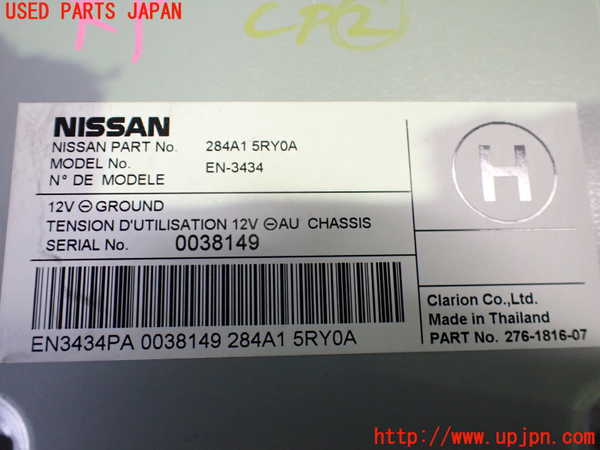 USED PARTS JAPAN
CP②
NISSAN
NISSAN PART No. 284A1 5RY0A
MODEL No. EN-3434
N° DE MODELE
12V ⊖ GROUND
TENSION D'UTILISATION 12V ⊖ AU CHASSIS
SERIAL No. 0038149
H
EN3434PA 0038149 284A1 5RY0A
Clarion Co.,Ltd.
Made in Thailand
PART No. 276-1816-07
www.upjpn.com